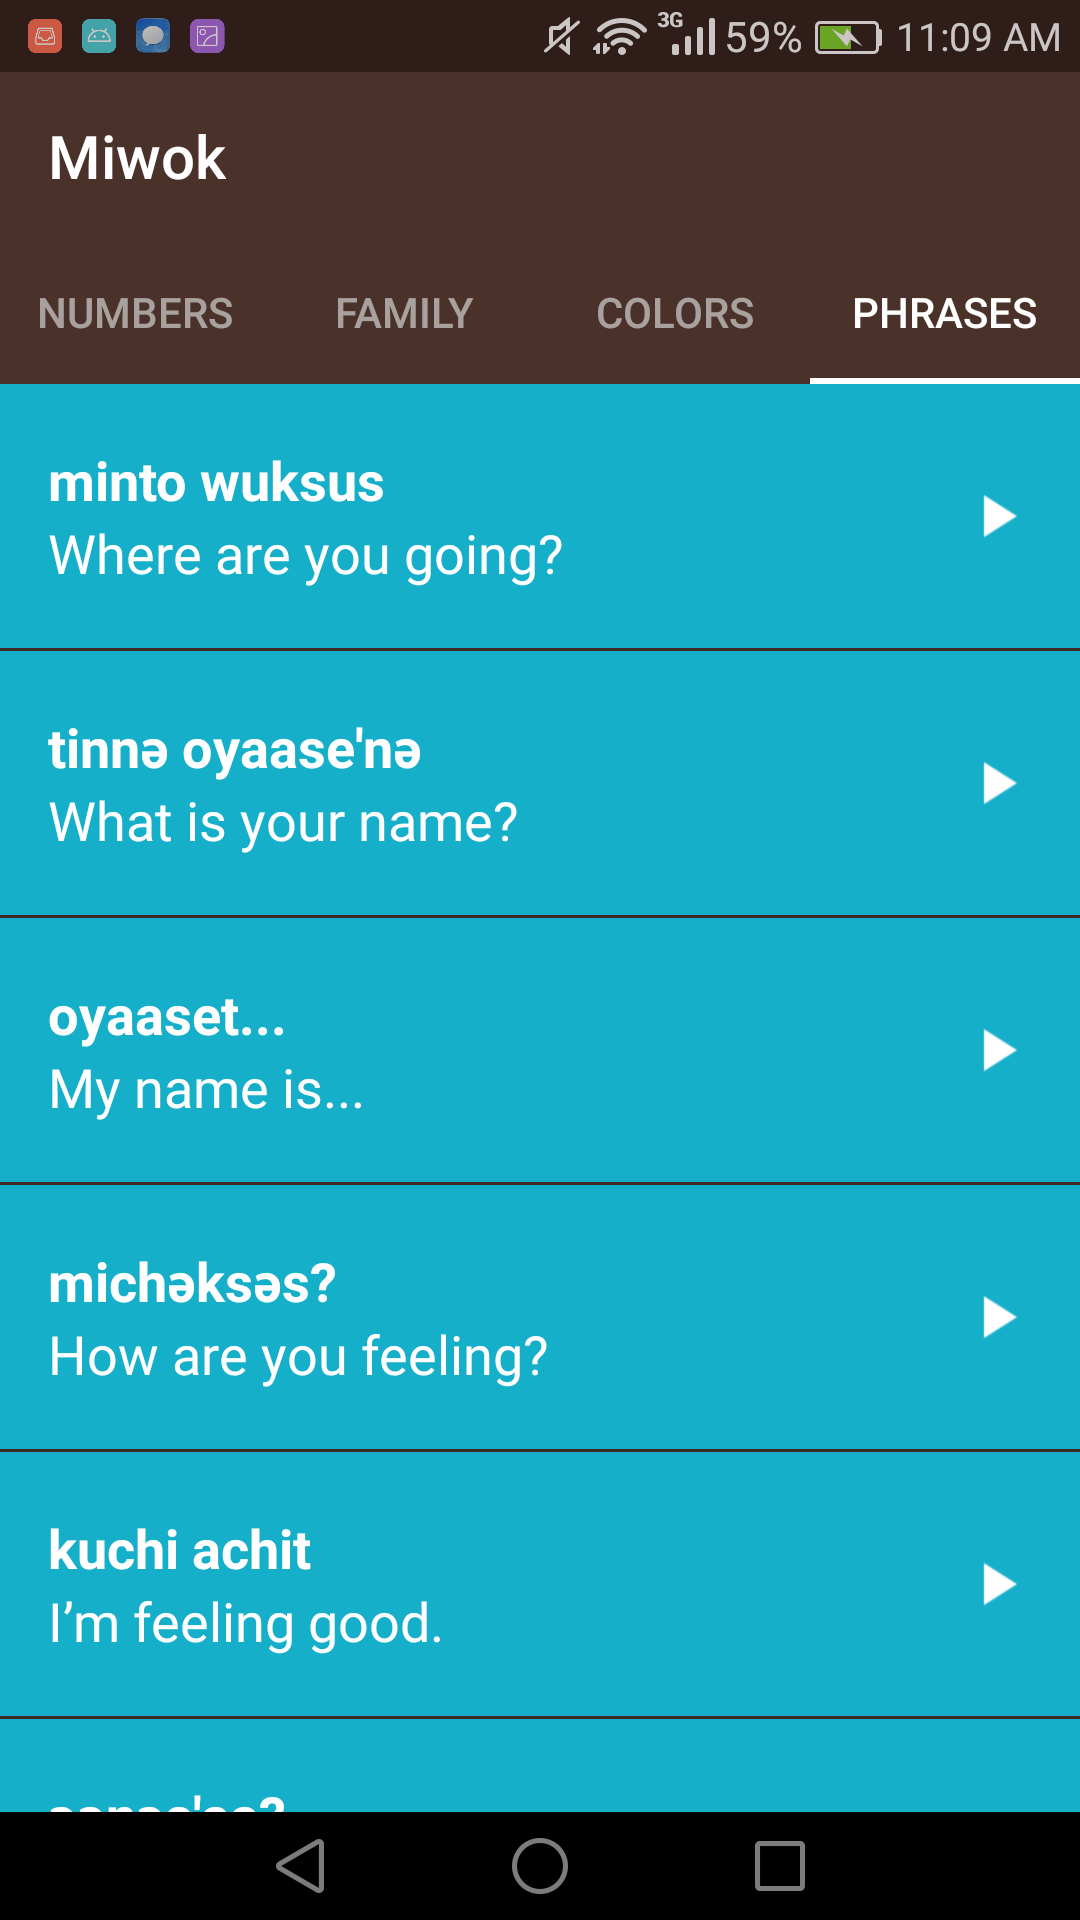 3G 59% 11:09 AM
Miwok
NUMBERS FAMILY COLORS PHRASES
minto wuksus
Where are you going?
tinnə oyaase'nə
What is your name?
oyaaset...
My name is...
michəksəs?
How are you feeling?
kuchi achit
I’m feeling good.